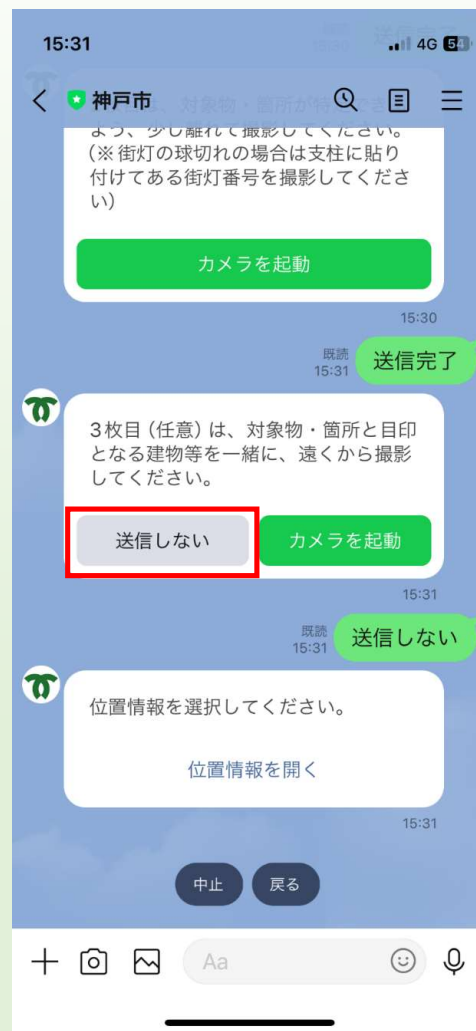 15:31
4G 54
神戸市
よう、少し離れて撮影してください。
(※街灯の球切れの場合は支柱に貼り
付けてある街灯番号を撮影してくださ
い)
カメラを起動
15:30
既読
15:31
送信完了
3枚目（任意）は、対象物・箇所と目印
となる建物等を一緒に、遠くから撮影
してください。
送信しない
カメラを起動
15:31
既読
15:31
送信しない
位置情報を選択してください。
位置情報を開く
15:31
中止
戻る
Aa